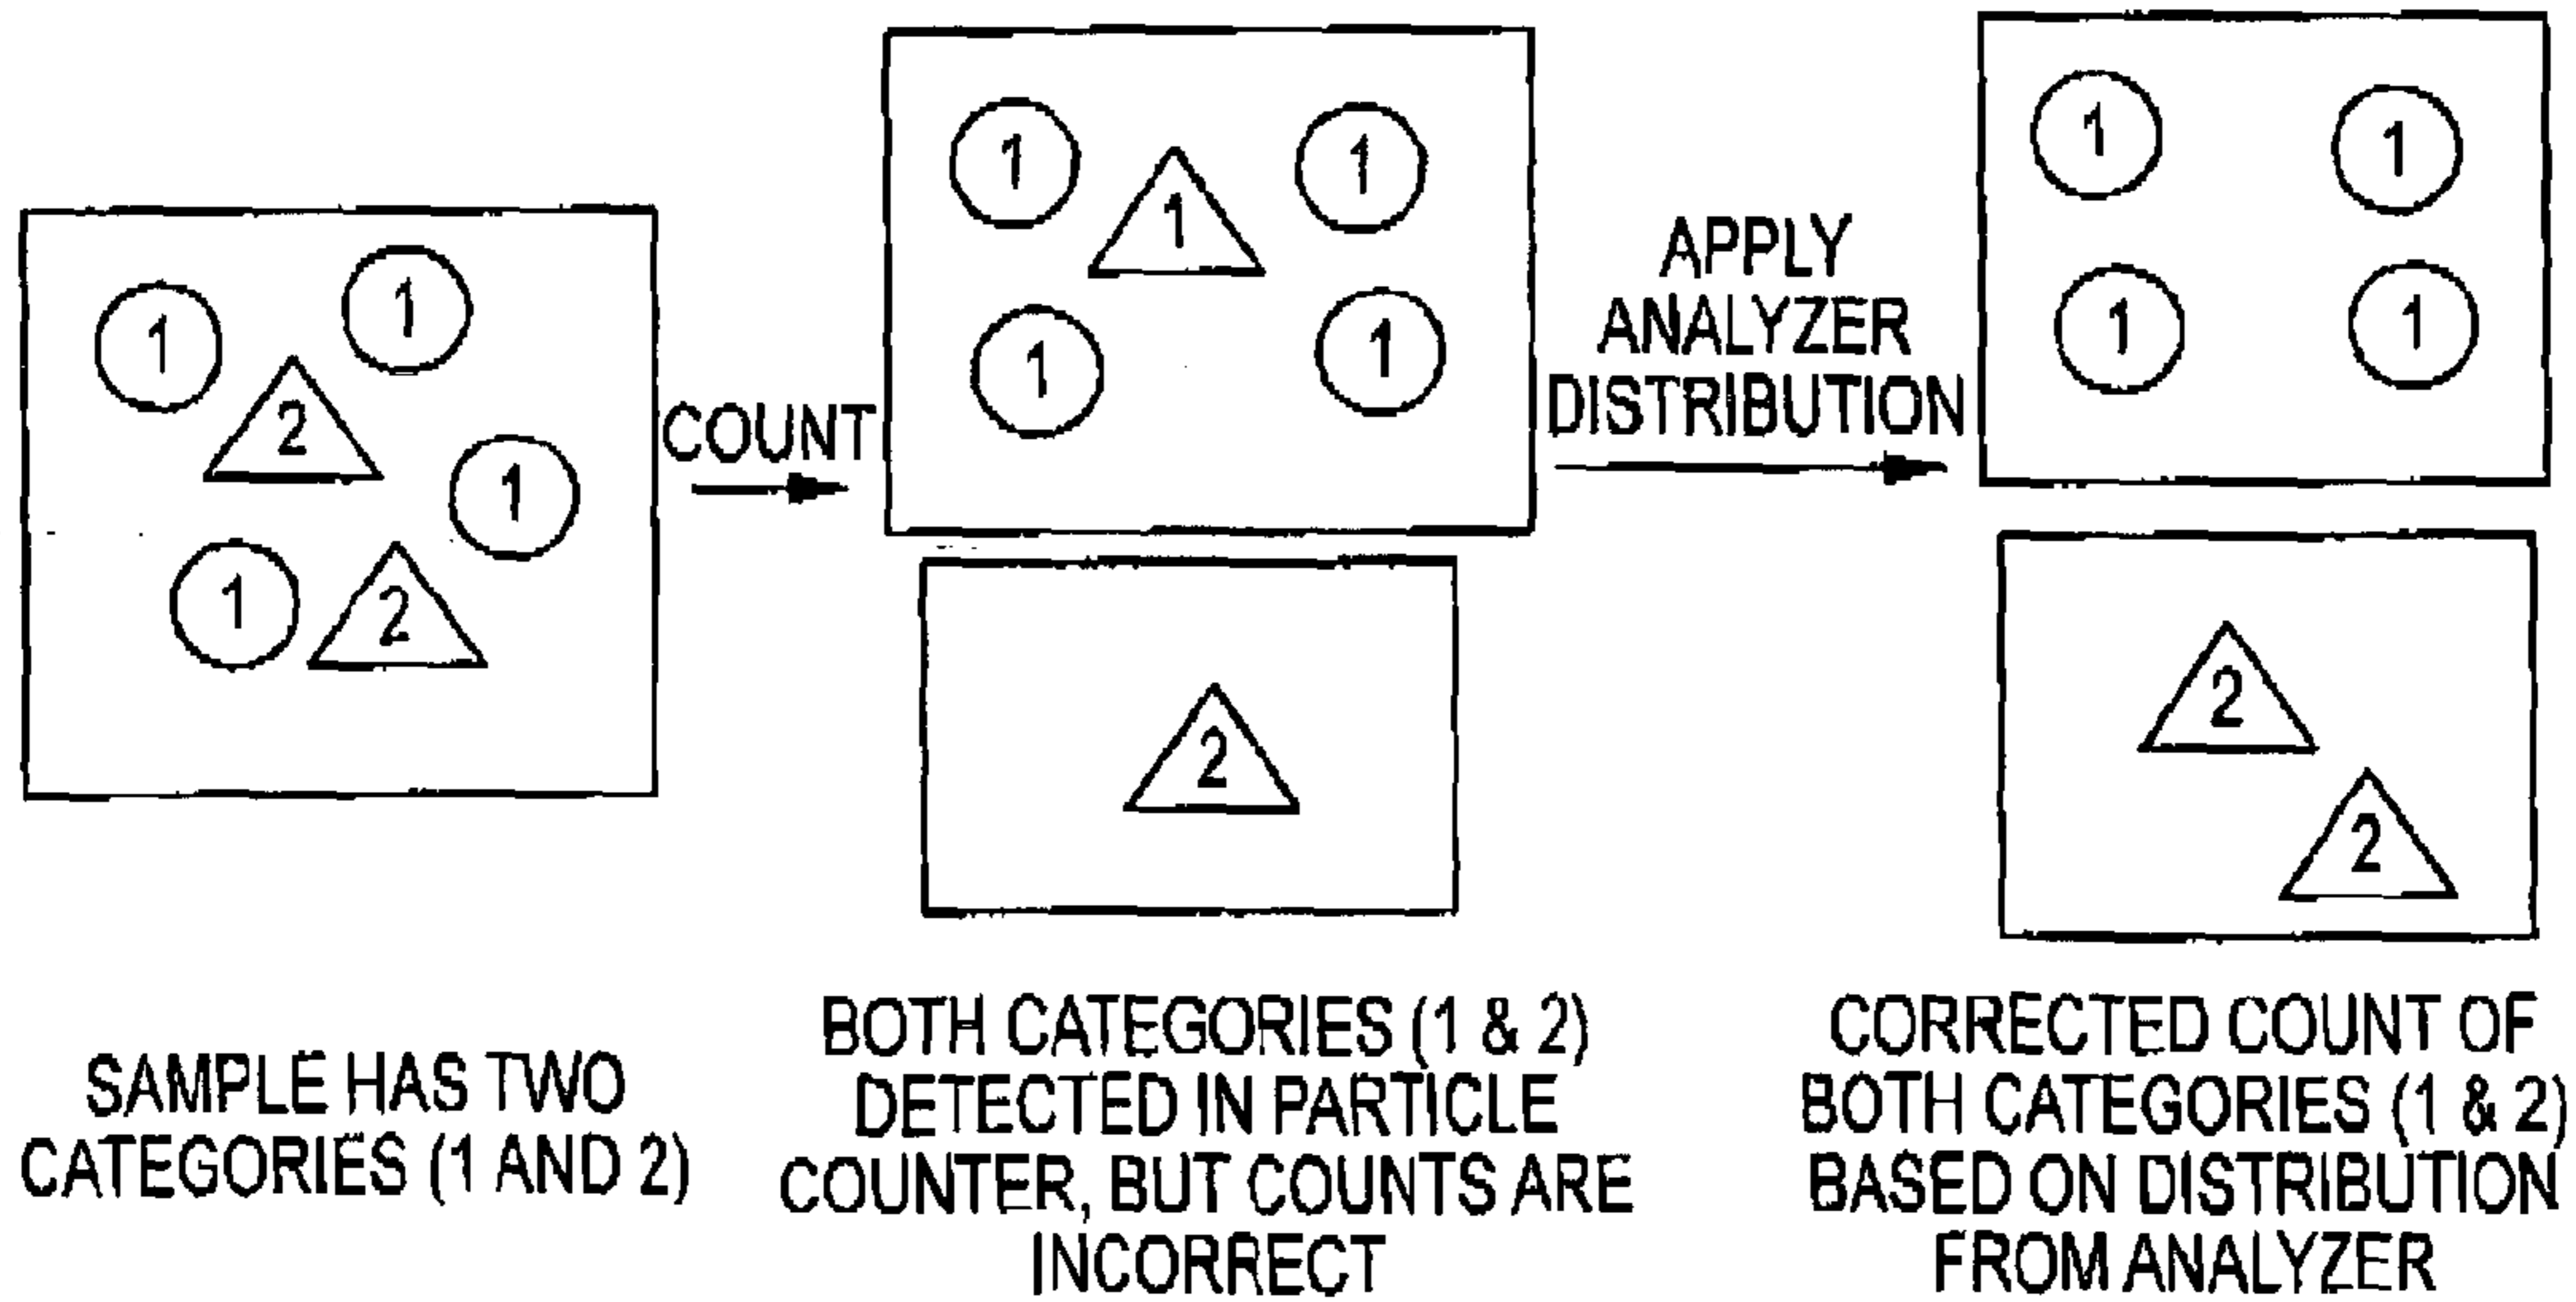 1
1
2
1
1
2
COUNT
1
1
1
1
1
2
APPLY
ANALYZER
DISTRIBUTION
1
1
1
1
2
2
SAMPLE HAS TWO
CATEGORIES (1 AND 2)
BOTH CATEGORIES (1 & 2)
DETECTED IN PARTICLE
COUNTER, BUT COUNTS ARE
INCORRECT
CORRECTED COUNT OF
BOTH CATEGORIES (1 & 2)
BASED ON DISTRIBUTION
FROM ANALYZER